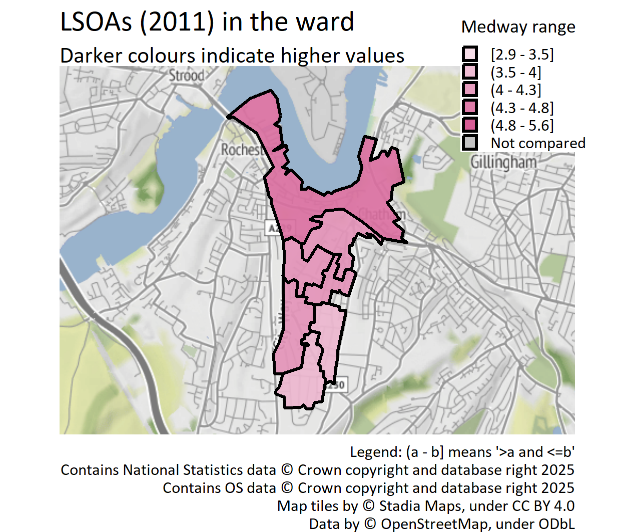 LSOAs (2011) in the ward
Darker colours indicate higher values
Medway range
[2.9 - 3.5]
(3.5 - 4]
(4 - 4.3]
(4.3 - 4.8]
(4.8 - 5.6]
Not compared
Strood
Gillingham
Legend: (a - b] means '>a and <=b'
Contains National Statistics data © Crown copyright and database right 2025
Contains OS data © Crown copyright and database right 2025
Map tiles by © Stadia Maps, under CC BY 4.0
Data by © OpenStreetMap, under ODbL